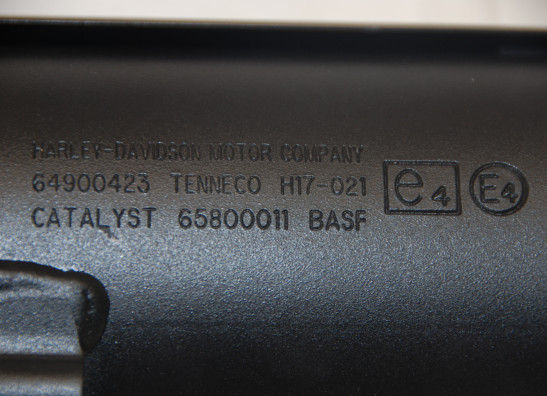 HARLEY-DAVIDSON MOTOR COMPANY
64900423 TENNECO H17-021 e4 E4
CATALYST 65800011 BASF